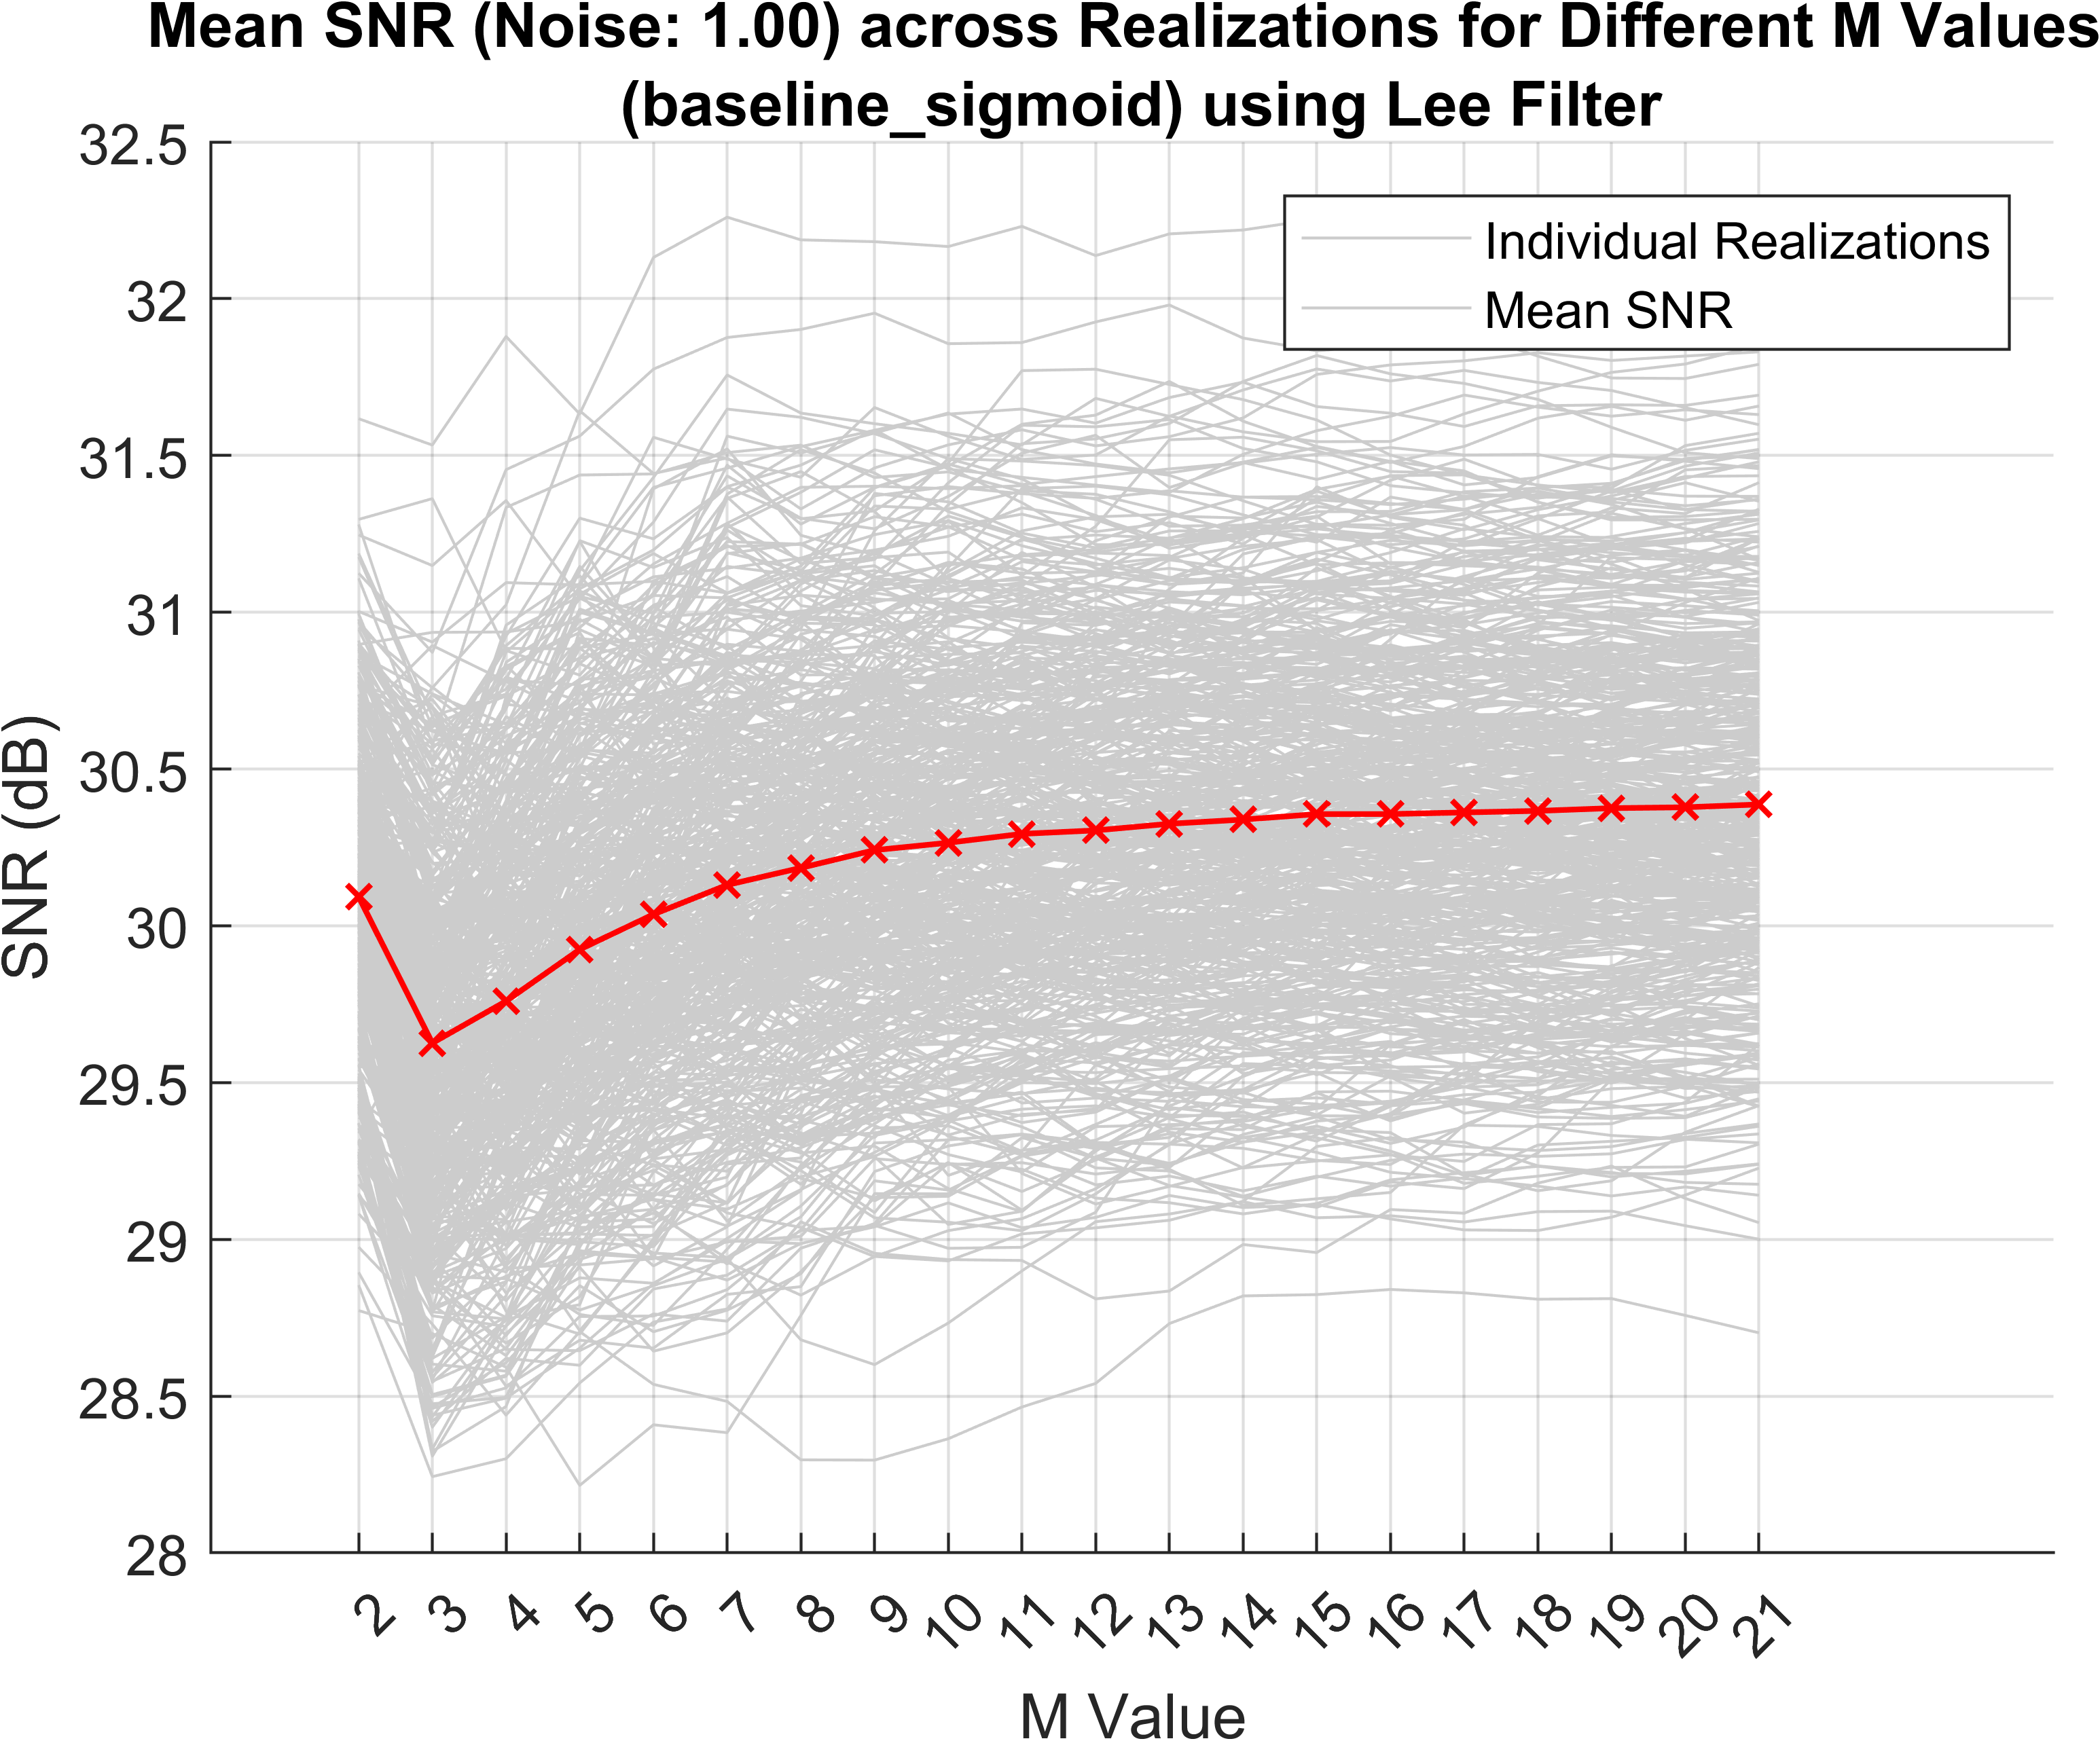 Mean SNR (Noise: 1.00) across Realizations for Different M Values
(baseline_sigmoid) using Lee Filter
32.5
32
31.5
31
30.5
30
29.5
29
28.5
28
SNR (dB)
Individual Realizations
Mean SNR
2 3 4 5 6 7 8 9 10 11 12 13 14 15 16 17 18 19 20 21
M Value